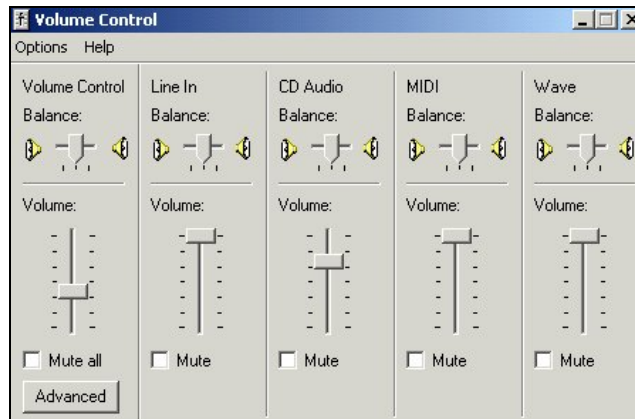 Volume Control
Options Help
Volume Control Line In CD Audio MIDI Wave
Balance: Balance: Balance: Balance: Balance:
Volume: Volume: Volume: Volume: Volume:
Mute all Mute Mute Mute Mute
Advanced